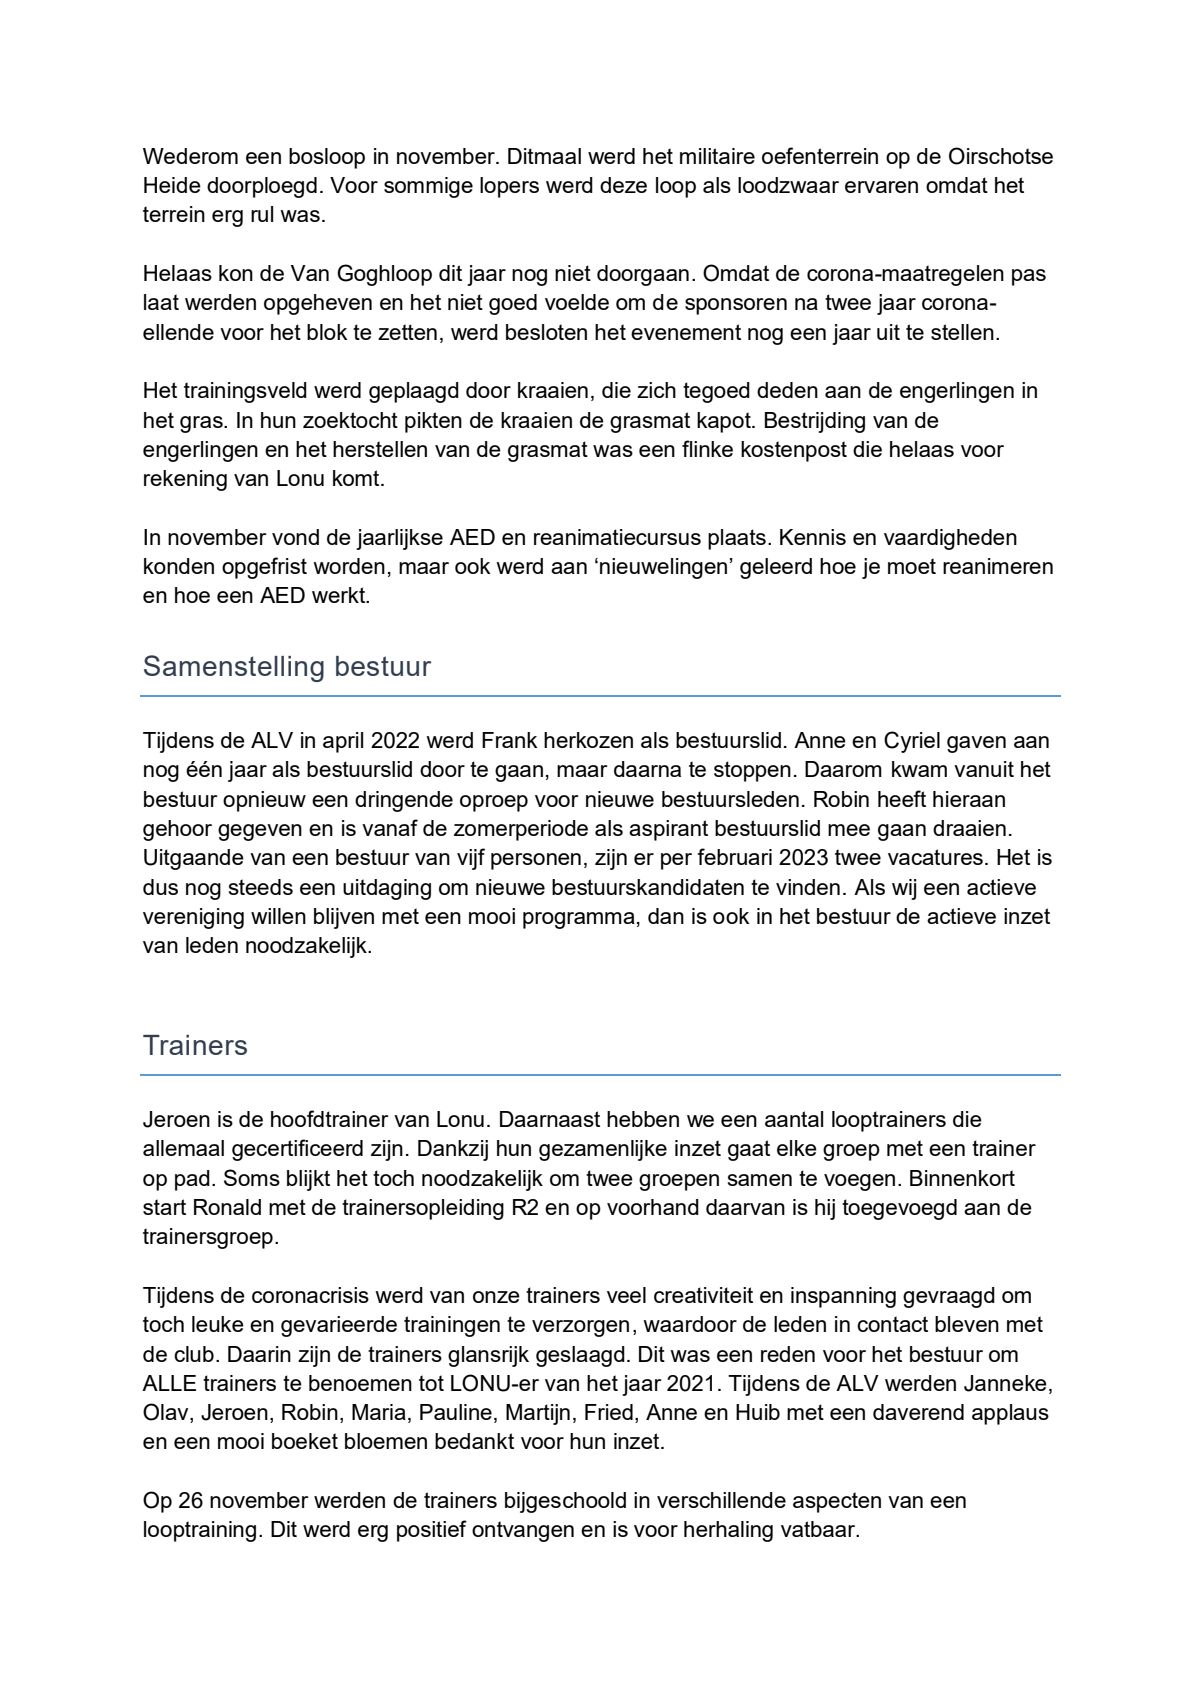 Wederom een bosloop in november. Ditmaal werd het militaire oefenterrein op de Oirschotse
Heide doorploegd. Voor sommige lopers werd deze loop als loodzwaar ervaren omdat het
terrein erg rul was.
Helaas kon de Van Goghloop dit jaar nog niet doorgaan. Omdat de corona-maatregelen pas
laat werden opgeheven en het niet goed voelde om de sponsoren na twee jaar corona-
ellende voor het blok te zetten, werd besloten het evenement nog een jaar uit te stellen.
Het trainingsveld werd geplaagd door kraaien, die zich tegoed deden aan de engerlingen in
het gras. In hun zoektocht pikten de kraaien de grasmat kapot. Bestrijding van de
engerlingen en het herstellen van de grasmat was een flinke kostenpost die helaas voor
rekening van Lonu komt.
In november vond de jaarlijkse AED en reanimatiecursus plaats. Kennis en vaardigheden
konden opgefrist worden, maar ook werd aan ‘nieuwelingen’ geleerd hoe je moet reanimeren
en hoe een AED werkt.
Samenstelling bestuur
Tijdens de ALV in april 2022 werd Frank herkozen als bestuurslid. Anne en Cyriel gaven aan
nog één jaar als bestuurslid door te gaan, maar daarna te stoppen. Daarom kwam vanuit het
bestuur opnieuw een dringende oproep voor nieuwe bestuursleden. Robin heeft hieraan
gehoor gegeven en is vanaf de zomerperiode als aspirant bestuurslid mee gaan draaien.
Uitgaande van een bestuur van vijf personen, zijn er per februari 2023 twee vacatures. Het is
dus nog steeds een uitdaging om nieuwe bestuurskandidaten te vinden. Als wij een actieve
vereniging willen blijven met een mooi programma, dan is ook in het bestuur de actieve inzet
van leden noodzakelijk.
Trainers
Jeroen is de hoofdtrainer van Lonu. Daarnaast hebben we een aantal looptrainers die
allemaal gecertificeerd zijn. Dankzij hun gezamenlijke inzet gaat elke groep met een trainer
op pad. Soms blijkt het toch noodzakelijk om twee groepen samen te voegen. Binnenkort
start Ronald met de trainersopleiding R2 en op voorhand daarvan is hij toegevoegd aan de
trainersgroep.
Tijdens de coronacrisis werd van onze trainers veel creativiteit en inspanning gevraagd om
toch leuke en gevarieerde trainingen te verzorgen, waardoor de leden in contact bleven met
de club. Daarin zijn de trainers glansrijk geslaagd. Dit was een reden voor het bestuur om
ALLE trainers te benoemen tot LONU-er van het jaar 2021. Tijdens de ALV werden Janneke,
Olav, Jeroen, Robin, Maria, Pauline, Martijn, Fried, Anne en Huib met een daverend applaus
en een mooi boeket bloemen bedankt voor hun inzet.
Op 26 november werden de trainers bijgeschoold in verschillende aspecten van een
looptraining. Dit werd erg positief ontvangen en is voor herhaling vatbaar.